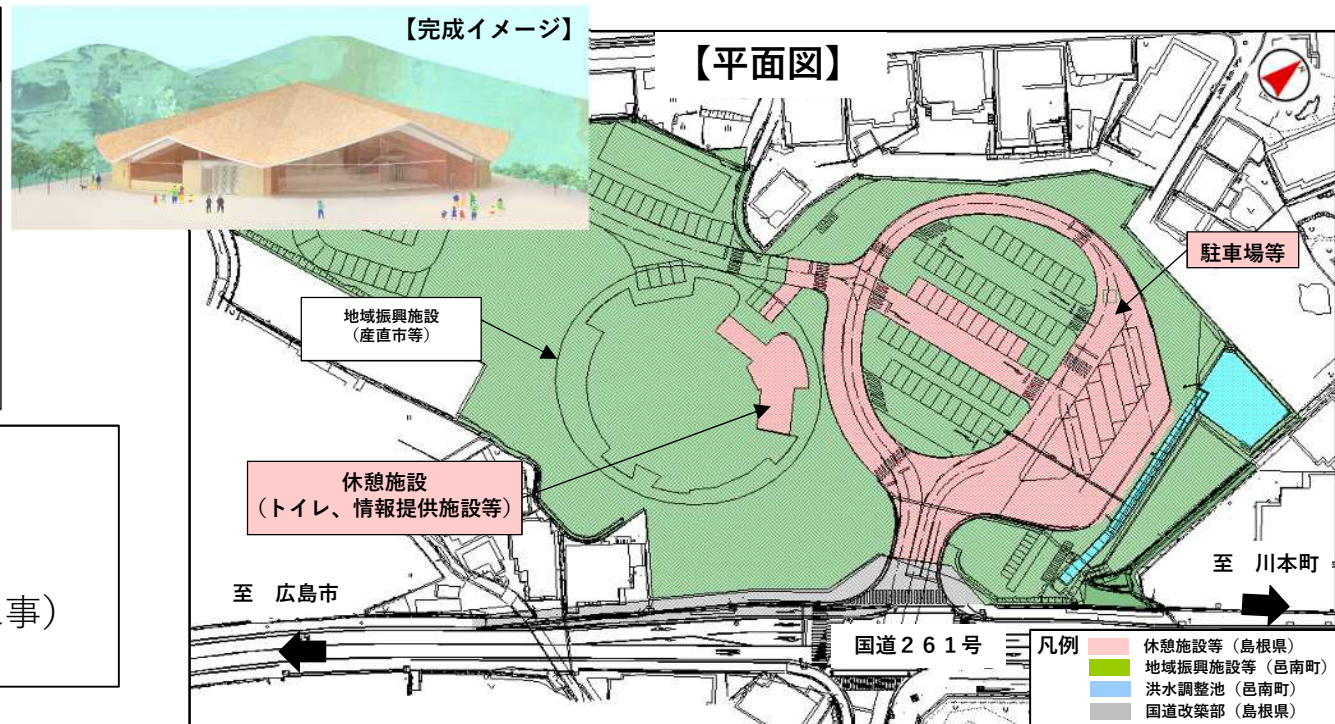 【完成イメージ】
【平面図】
駐車場等
地域振興施設
（産直市等）
休憩施設
（トイレ、情報提供施設等）
至　広島市
至　川本町
事）
国道２６１号
凡例
休憩施設等（島根県）
地域振興施設等（邑南町）
洪水調整池（邑南町）
国道改築部（島根県）